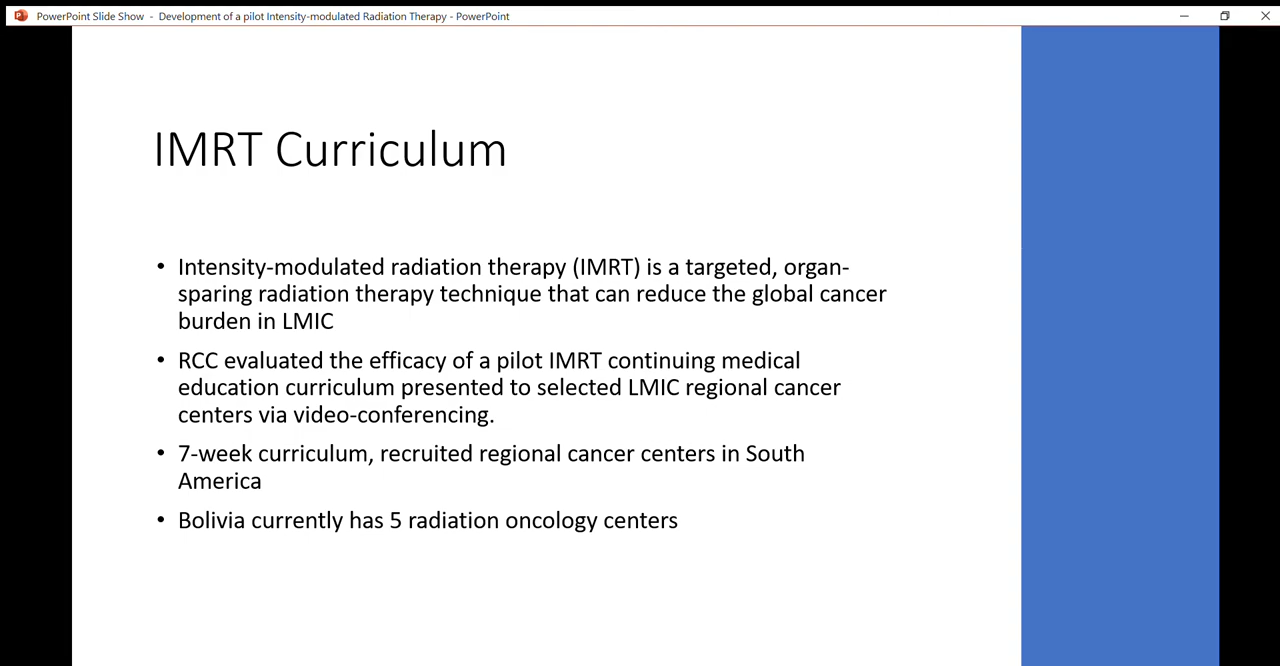 PowerPoint Slide Show - Development of a pilot Intensity-modulated Radiation Therapy - PowerPoint
IMRT Curriculum
• Intensity-modulated radiation therapy (IMRT) is a targeted, organ-
sparing radiation therapy technique that can reduce the global cancer
burden in LMIC
• RCC evaluated the efficacy of a pilot IMRT continuing medical
education curriculum presented to selected LMIC regional cancer
centers via video-conferencing.
• 7-week curriculum, recruited regional cancer centers in South
America
• Bolivia currently has 5 radiation oncology centers